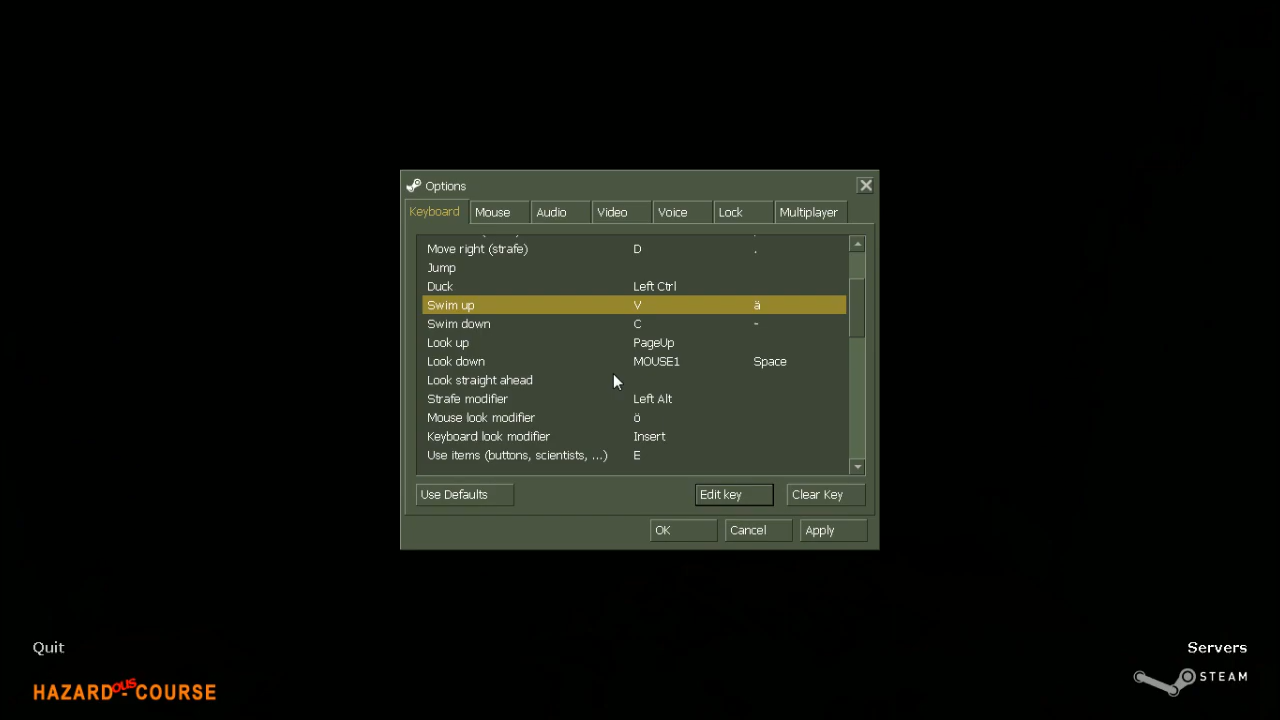 Options
Keyboard Mouse Audio Video Voice Lock Multiplayer
Move right (strafe) D .
Jump
Duck Left Ctrl
Swim up V ä
Swim down C -
Look up PageUp
Look down MOUSE1 Space
Look straight ahead
Strafe modifier Left Alt
Mouse look modifier ö
Keyboard look modifier Insert
Use items (buttons, scientists, ...) E
Use Defaults Edit key Clear Key
OK Cancel Apply
Quit Servers
HAZARDOUS-COURSE STEAM